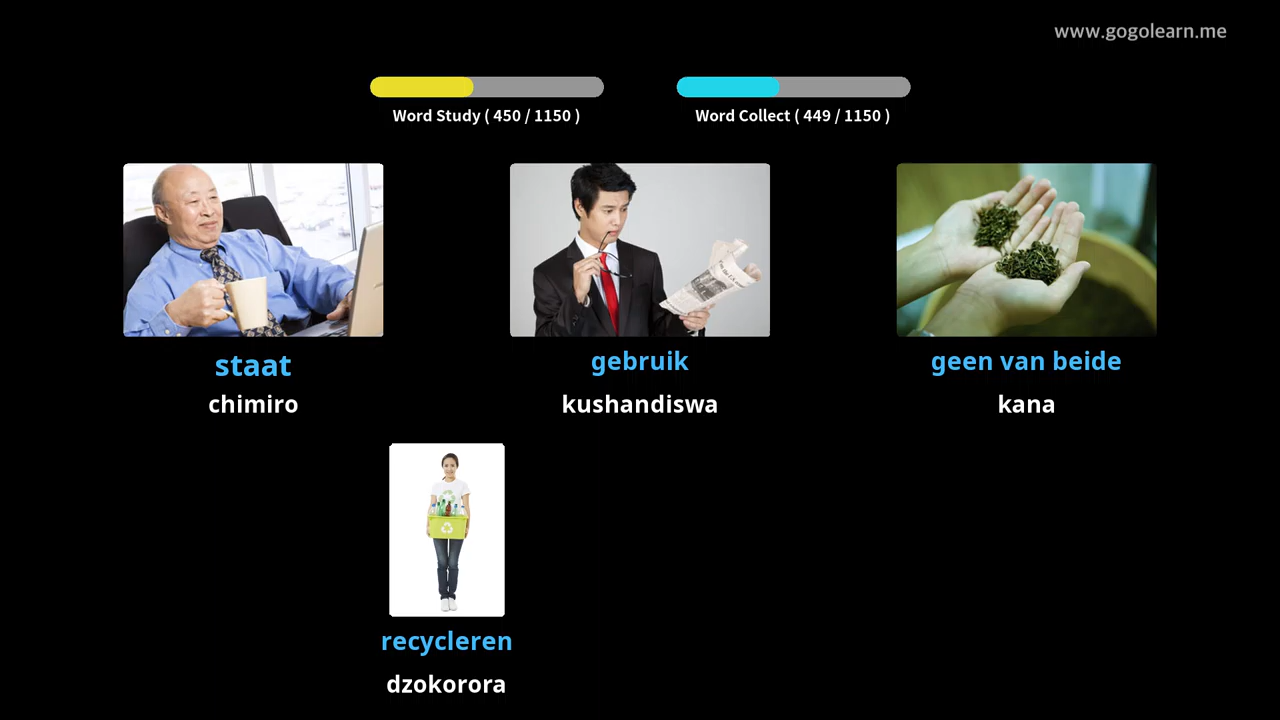 www.gogolearn.me
Word Study ( 450 / 1150 )
Word Collect ( 449 / 1150 )
staat
chimiro
gebruik
kushandiswa
geen van beide
kana
recycleren
dzokorora